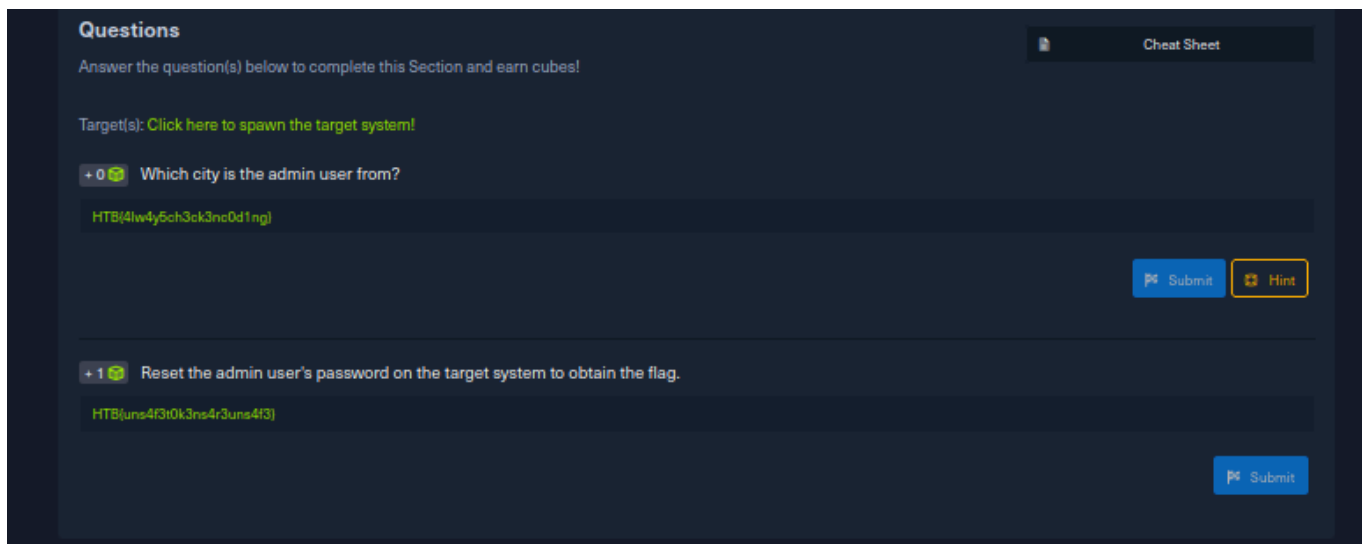 Questions
Cheat Sheet
Answer the question(s) below to complete this Section and earn cubes!
Target(s): Click here to spawn the target system!
+ 0 Which city is the admin user from?
HTB{4lw4y5ch3ck3nc0d1ng}
Submit
Hint
+ 1 Reset the admin user's password on the target system to obtain the flag.
HTB{uns4f3t0k3ns4r3uns4f3}
Submit